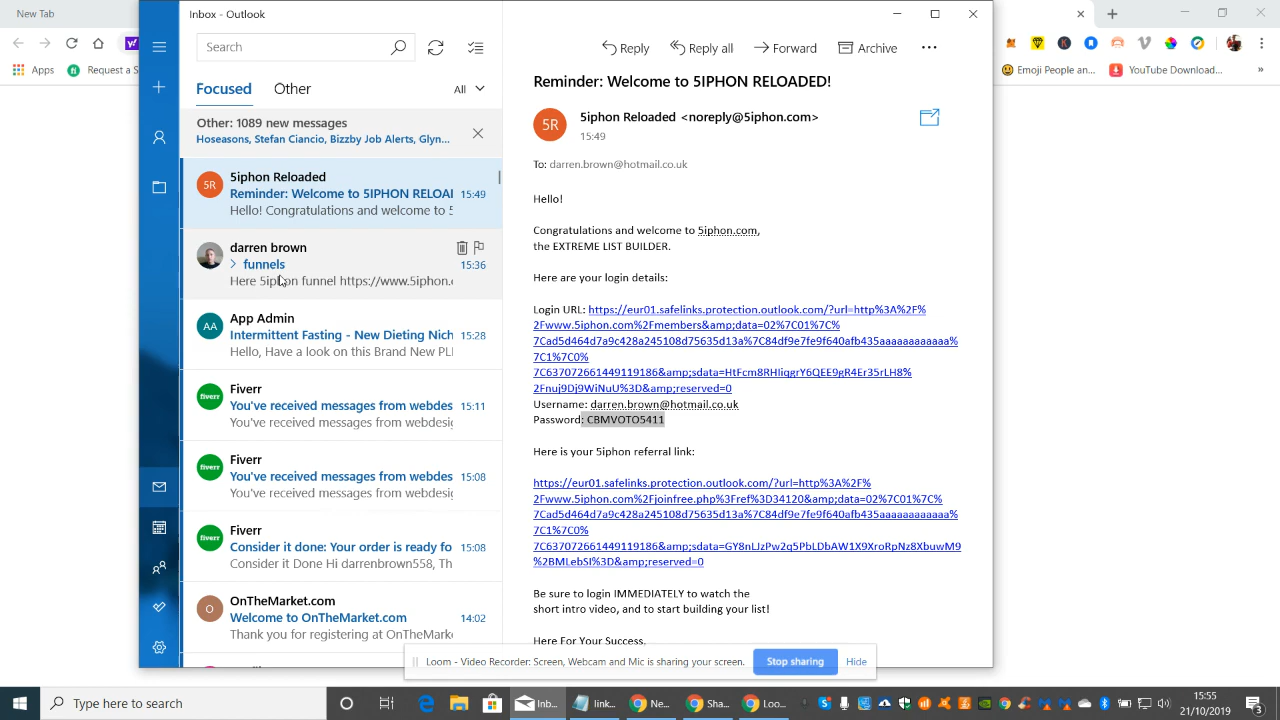 New Tab
Inbox - Outlook
Apps
Request a S
Emoji People an...
YouTube Download...
»
Search
Reply
Reply all
Forward
Archive
Focused
Other
All
Other: 1089 new messages
Hoseasons, Stefan Ciancio, Bizzby Job Alerts, Glyn...
5R
5iphon Reloaded
Reminder: Welcome to 5IPHON RELOA
15:49
Hello! Congratulations and welcome to 5
darren brown
> funnels
15:36
Here 5iphon funnel https://www.5iphon.c
AA
App Admin
Intermittent Fasting - New Dieting Nich
15:28
Hello, Have a look on this Brand New PLI
fiverr
Fiverr
You've received messages from webdes
15:11
You've received messages from webdesig
fiverr
Fiverr
You've received messages from webdes
15:08
You've received messages from webdesig
fiverr
Fiverr
Consider it done: Your order is ready fo
15:08
Consider it Done Hi darrenbrown558, Th
O
OnTheMarket.com
Welcome to OnTheMarket.com
14:02
Thank you for registering at OnTheMarke
Reminder: Welcome to 5IPHON RELOADED!
5R
5iphon Reloaded <noreply@5iphon.com>
15:49
To: darren.brown@hotmail.co.uk
Hello!
Congratulations and welcome to 5iphon.com,
the EXTREME LIST BUILDER.
Here are your login details:
Login URL: https://eur01.safelinks.protection.outlook.com/?url=http%3A%2F%
2Fwww.5iphon.com%2Fmembers&amp;data=02%7C01%7C%
7Cad5d464d7a9c428a245108d75635d13a%7C84df9e7fe9f640afb435aaaaaaaaaaaa%
7C1%7C0%
7C637072661449119186&amp;sdata=HtFcm8RHIiqgrY6QEE9gR4Er35rLH8%
2Fnuj9Dj9WiNuU%3D&amp;reserved=0
Username: darren.brown@hotmail.co.uk
Password: CBMVOTO5411
Here is your 5iphon referral link:
https://eur01.safelinks.protection.outlook.com/?url=http%3A%2F%
2Fwww.5iphon.com%2Fjoinfree.php%3Fref%3D34120&amp;data=02%7C01%7C%
7Cad5d464d7a9c428a245108d75635d13a%7C84df9e7fe9f640afb435aaaaaaaaaaaa%
7C1%7C0%
7C637072661449119186&amp;sdata=GY8nLJzPw2q5PbLDbAW1X9XroRpNz8XbuwM9
%2BMLebSI%3D&amp;reserved=0
Be sure to login IMMEDIATELY to watch the
short intro video, and to start building your list!
Here For Your Success,
Loom - Video Recorder: Screen, Webcam and Mic is sharing your screen.
Stop sharing
Hide
Type here to search
Inb...
link...
Ne...
Sha...
Loo...
15:55
21/10/2019
3